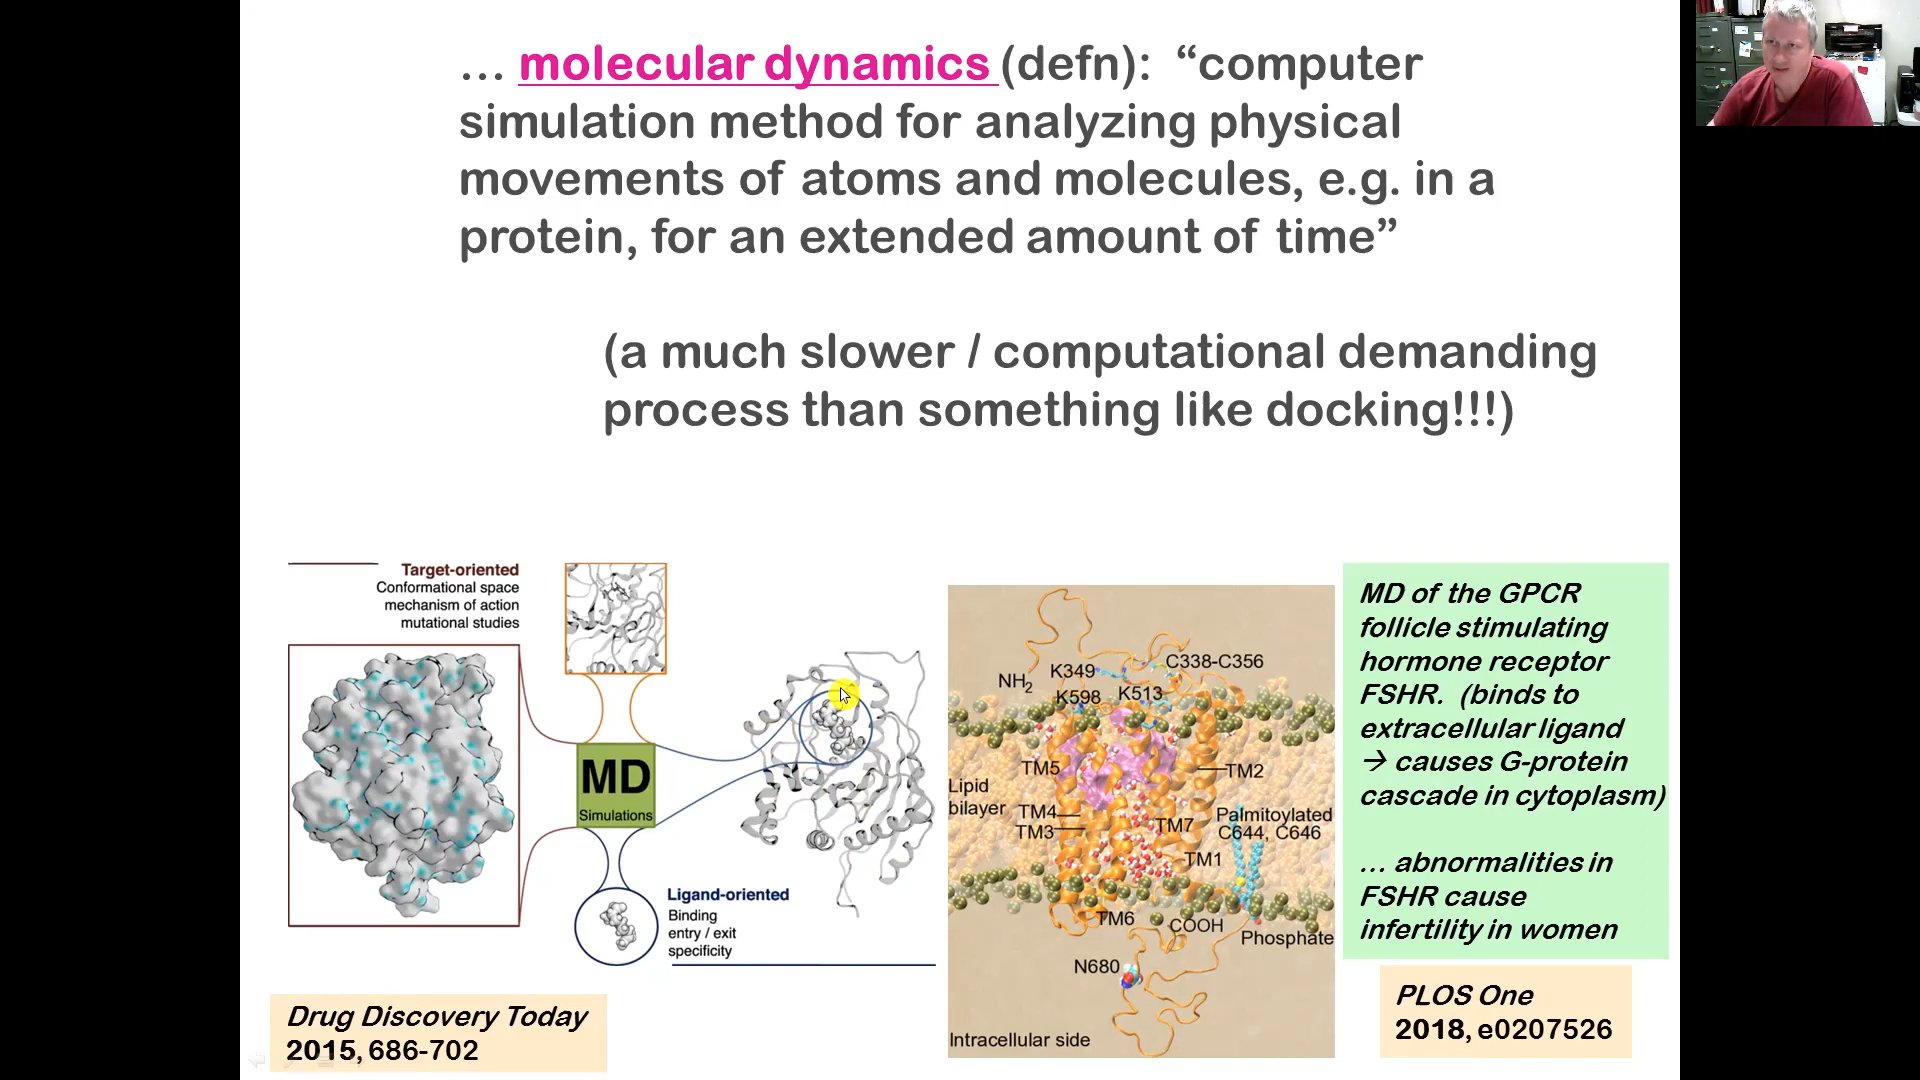 … molecular dynamics (defn): “computer
simulation method for analyzing physical
movements of atoms and molecules, e.g. in a
protein, for an extended amount of time”
(a much slower / computational demanding
process than something like docking!!!)
Target-oriented
Conformational space
mechanism of action
mutational studies
MD
Simulations
Ligand-oriented
Binding
entry / exit
specificity
Drug Discovery Today
2015, 686-702
NH2
K349
C338-C356
K598
K513
TM5
TM2
Lipid
bilayer
TM4
TM3
TM7
Palmitoylated
C644, C646
TM1
TM6
COOH
Phosphate
N680
Intracellular side
MD of the GPCR
follicle stimulating
hormone receptor
FSHR. (binds to
extracellular ligand
→ causes G-protein
cascade in cytoplasm)
… abnormalities in
FSHR cause
infertility in women
PLOS One
2018, e0207526